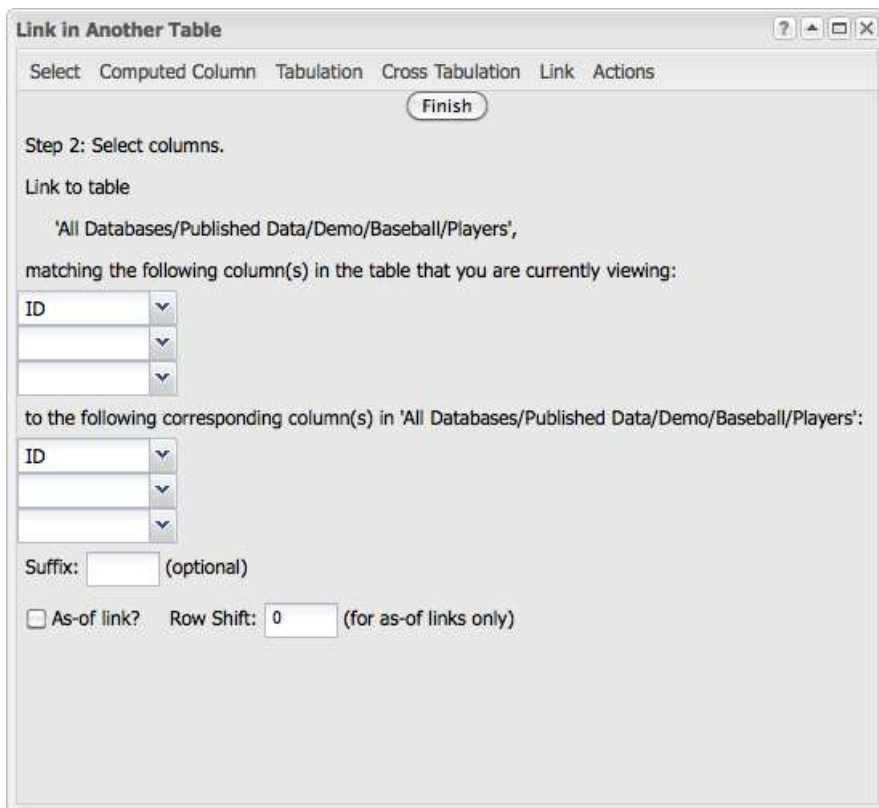 Link in Another Table ?
Select Computed Column Tabulation Cross Tabulation Link Actions
Finish
Step 2: Select columns.
Link to table
'All Databases/Published Data/Demo/Baseball/Players',
matching the following column(s) in the table that you are currently viewing:
ID
to the following corresponding column(s) in 'All Databases/Published Data/Demo/Baseball/Players':
ID
Suffix: (optional)
As-of link? Row Shift: 0 (for as-of links only)